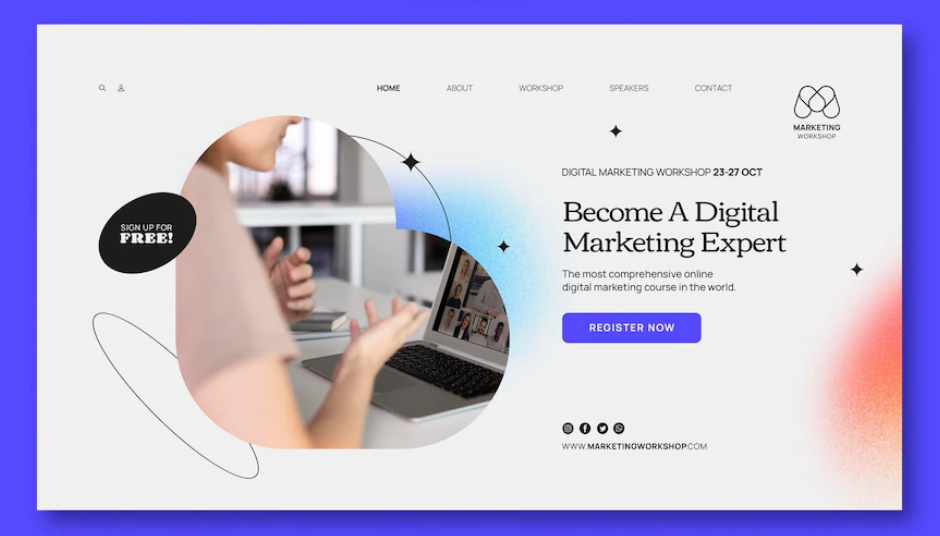 HOME ABOUT WORKSHOP SPEAKERS CONTACT
MARKETING
WORKSHOP
SIGN UP FOR
FREE!
DIGITAL MARKETING WORKSHOP 23-27 OCT
Become A Digital
Marketing Expert
The most comprehensive online
digital marketing course in the world.
REGISTER NOW
WWW.MARKETINGWORKSHOP.COM